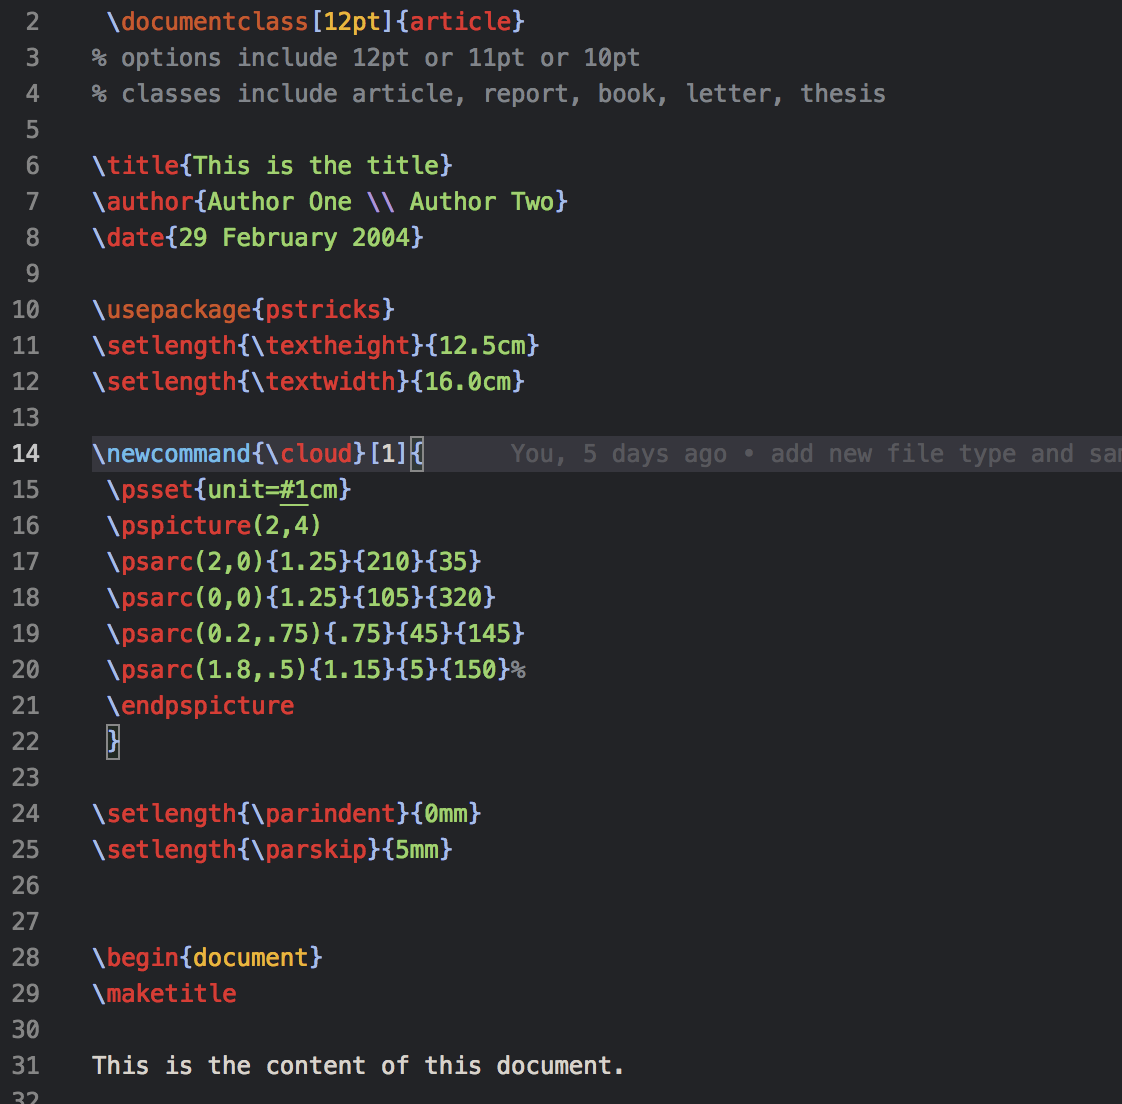 2 \documentclass[12pt]{article}
3 % options include 12pt or 11pt or 10pt
4 % classes include article, report, book, letter, thesis
5
6 \title{This is the title}
7 \author{Author One \\ Author Two}
8 \date{29 February 2004}
9
10 \usepackage{pstricks}
11 \setlength{\textheight}{12.5cm}
12 \setlength{\textwidth}{16.0cm}
13
14 \newcommand{\cloud}[1]{ You, 5 days ago • add new file type and
15 \psset{unit=#1cm}
16 \pspicture(2,4)
17 \psarc(2,0){1.25}{210}{35}
18 \psarc(0,0){1.25}{105}{320}
19 \psarc(0.2,.75){.75}{45}{145}
20 \psarc(1.8,.5){1.15}{5}{150}%
21 \endpspicture
22 }
23
24 \setlength{\parindent}{0mm}
25 \setlength{\parskip}{5mm}
26
27
28 \begin{document}
29 \maketitle
30
31 This is the content of this document.
32